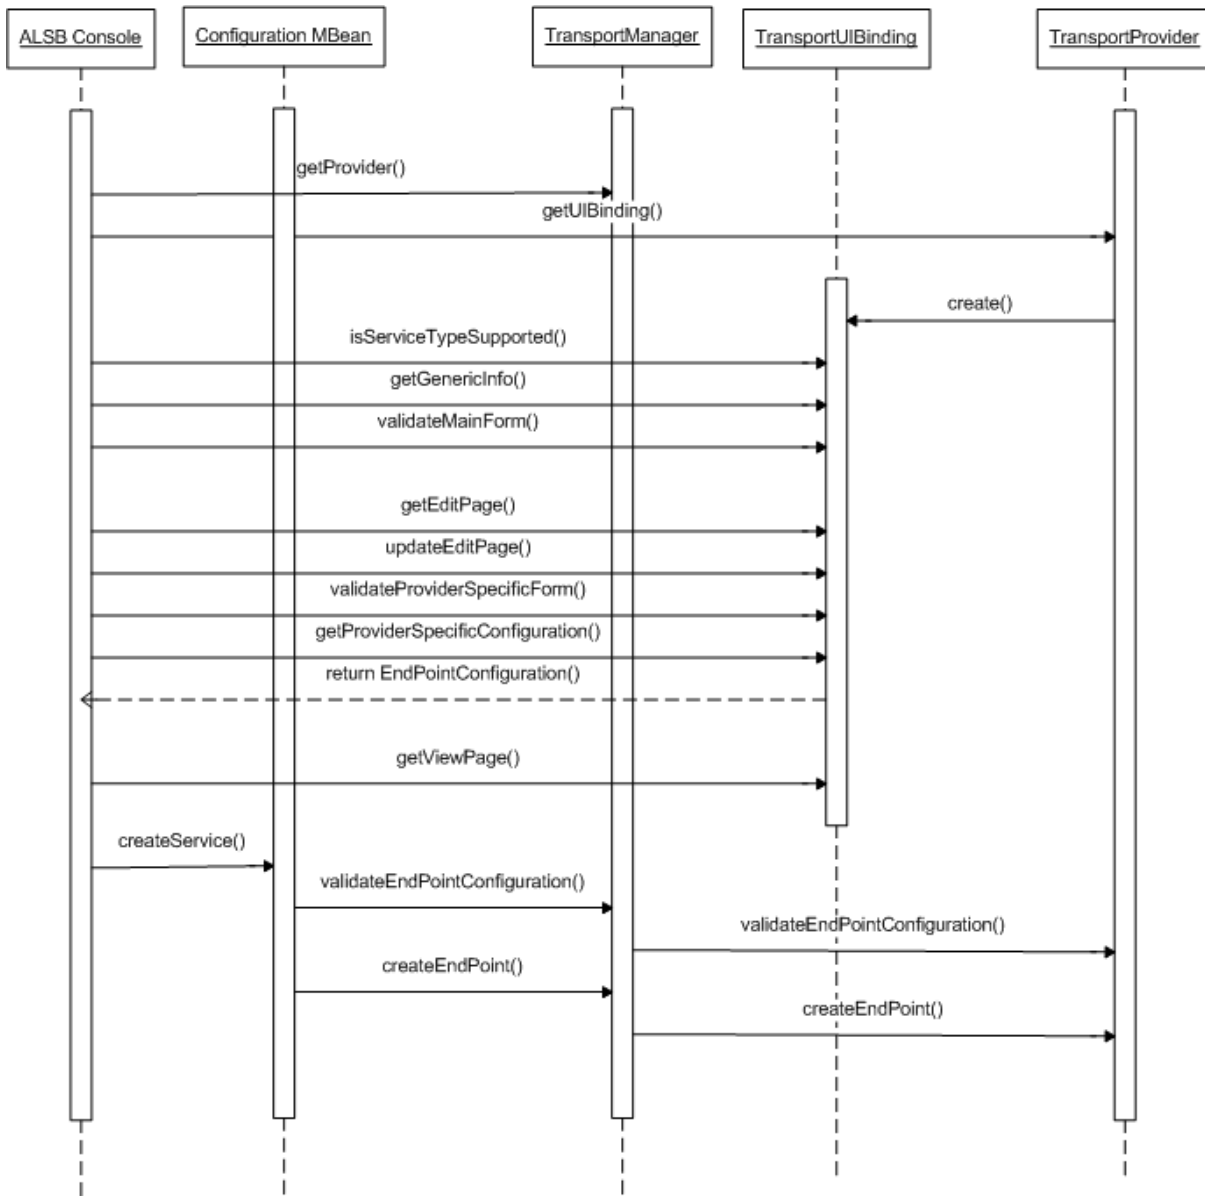 ALSB Console
Configuration MBean
TransportManager
TransportUIBinding
TransportProvider
getProvider()
getUIBinding()
create()
isServiceTypeSupported()
getGenericInfo()
validateMainForm()
getEditPage()
updateEditPage()
validateProviderSpecificForm()
getProviderSpecificConfiguration()
return EndPointConfiguration()
getViewPage()
createService()
validateEndPointConfiguration()
validateEndPointConfiguration()
createEndPoint()
createEndPoint()